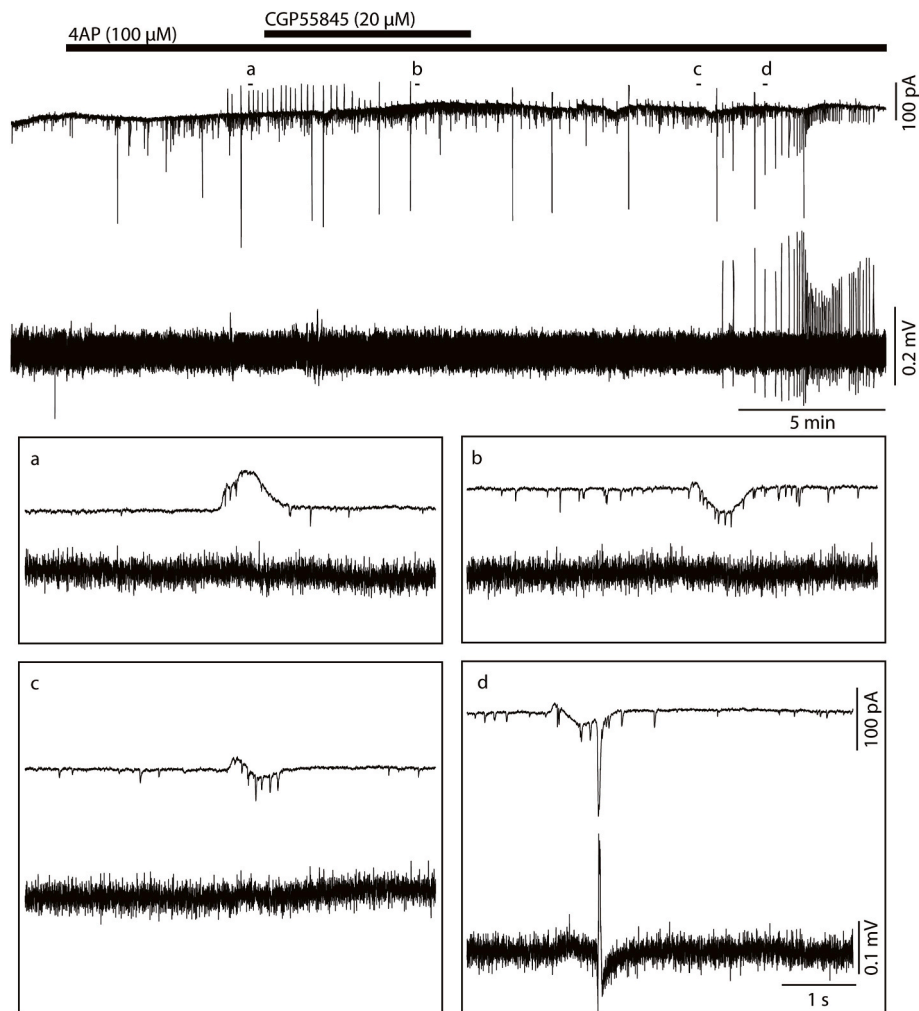 CGP55845 (20 μM)
4AP (100 μM)
a
b
c
d
100 pA
0.2 mV
5 min
a
b
c
d
100 pA
0.1 mV
1 s